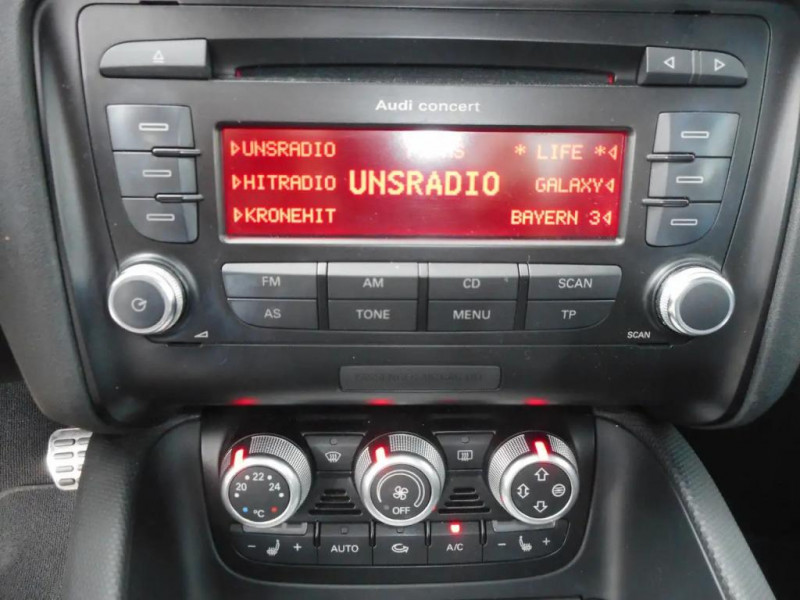 Audi concert
UNSRADIO * LIFE *
HITRADIO UNSRADIO GALAXY
KRONEHIT BAYERN 3
FM AM CD SCAN
AS TONE MENU TP
SCAN
22
20 24
°C
OFF
- + AUTO A/C - +